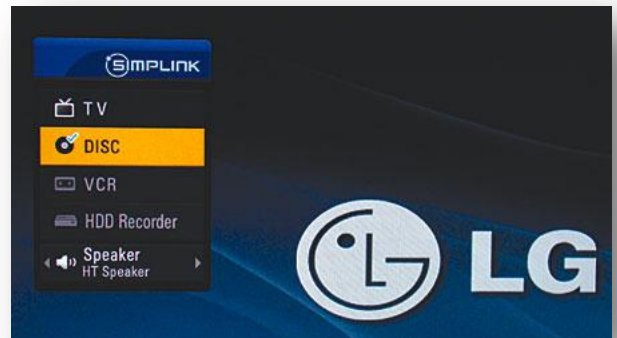 SIMPLINK
TV
DISC
VCR
HDD Recorder
Speaker
HT Speaker
LG